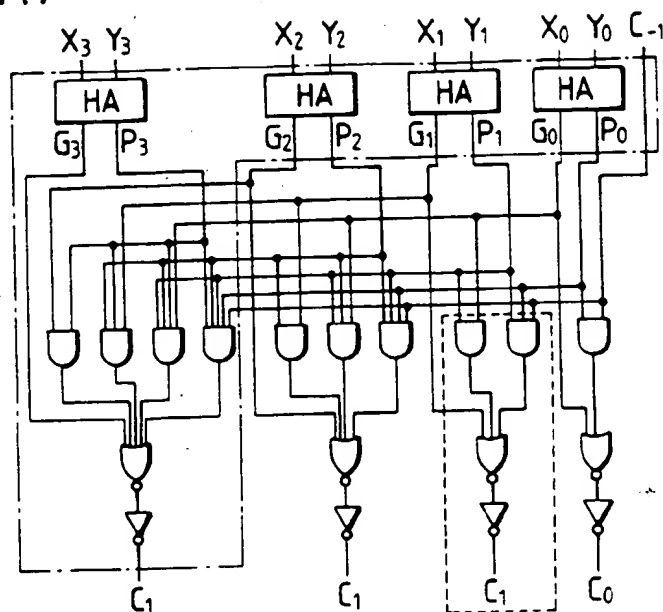 X3 Y3 X2 Y2 X1 Y1 X0 Y0 C-1
HA HA HA HA
G3 P3 G2 P2 G1 P1 G0 P0
C1 C1 C1 C0